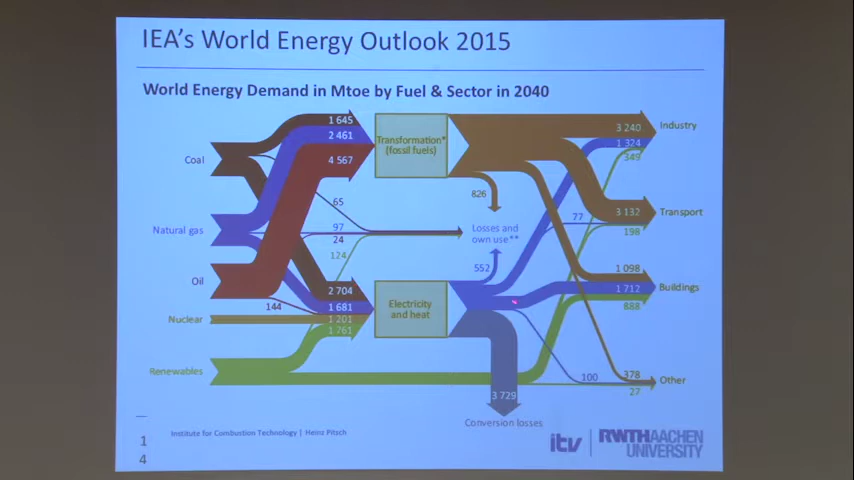 IEA's World Energy Outlook 2015
World Energy Demand in Mtoe by Fuel & Sector in 2040
Coal
Natural gas
Oil
Nuclear
Renewables
1 645
2 461
4 567
65
97
24
124
2 704
1 681
1 201
1 761
144
Transformation*
(fossil fuels)
Electricity
and heat
826
Losses and
own use**
552
3 729
Conversion losses
77
100
3 240
1 324
349
Industry
3 132
198
Transport
1 098
1 712
888
Buildings
378
27
Other
Institute for Combustion Technology | Heinz Pitsch
1
4
itv
RWTHAACHEN
UNIVERSITY